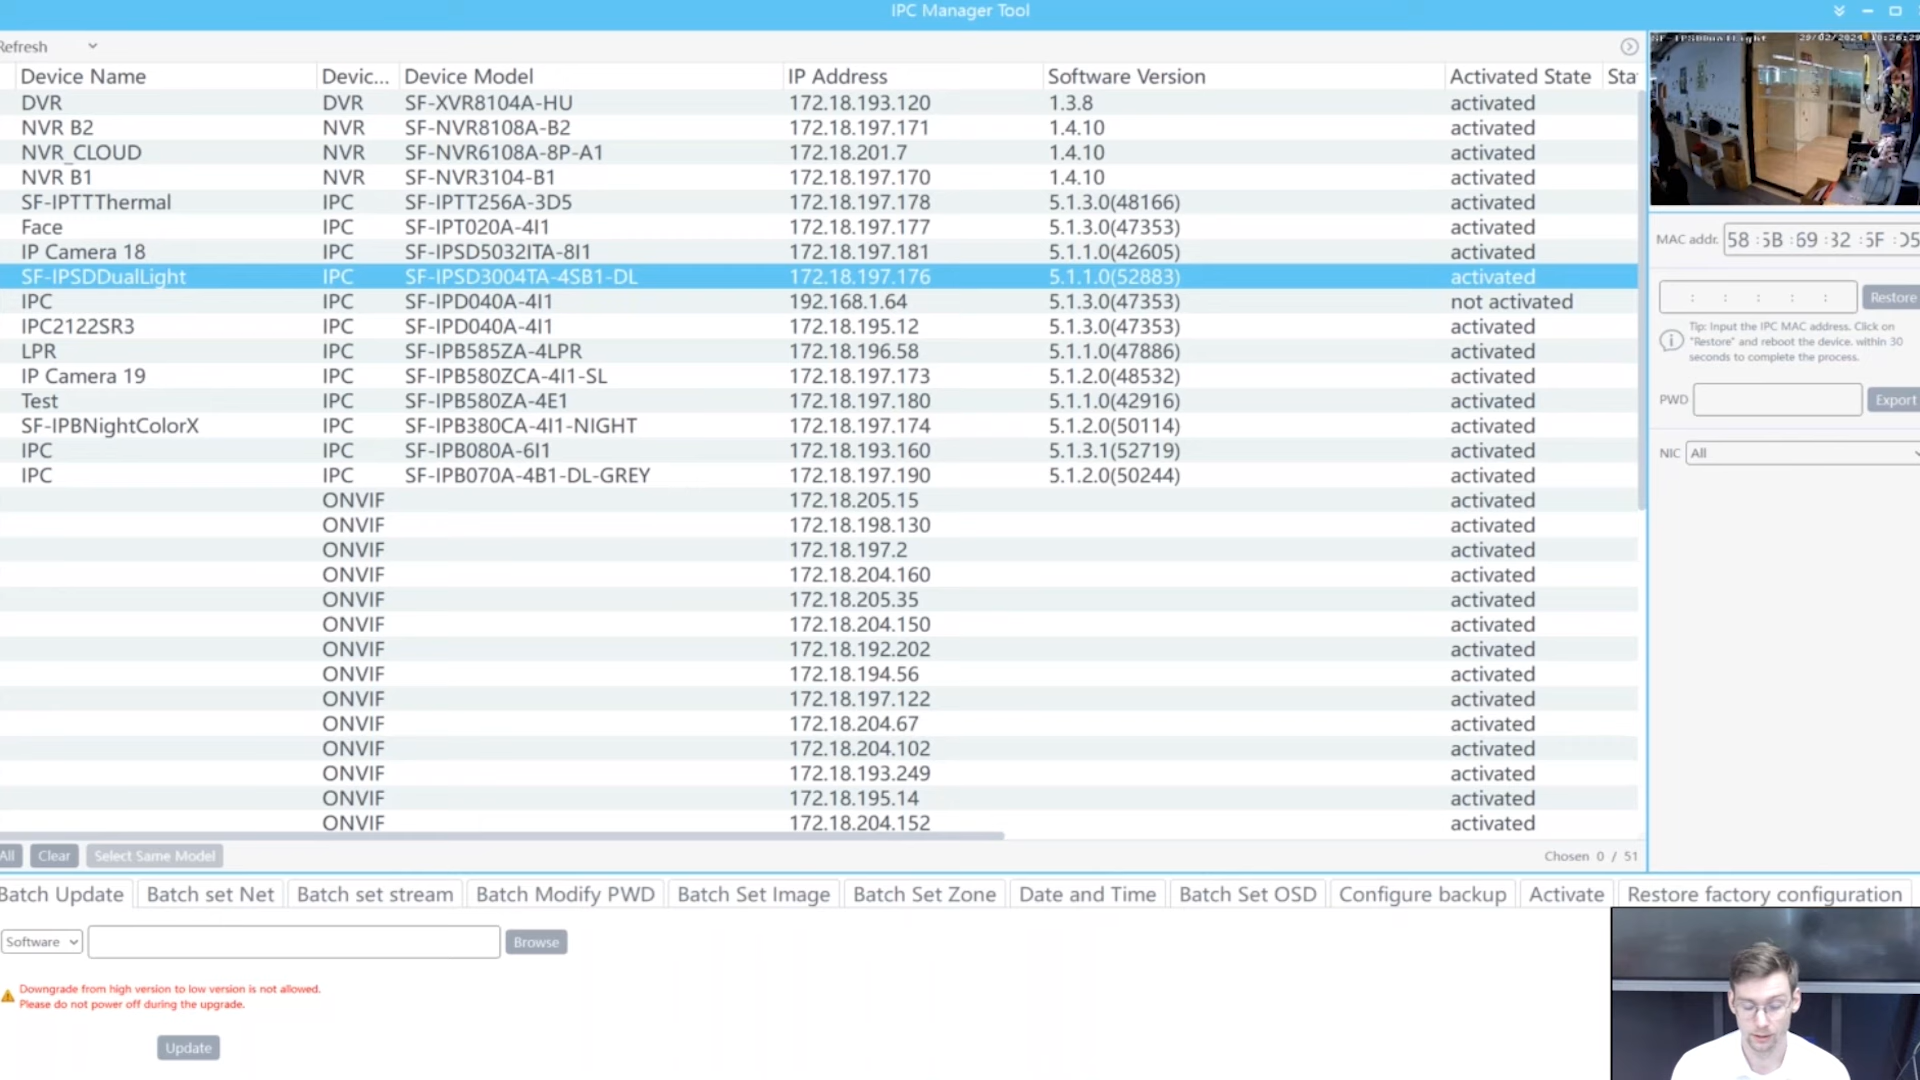 IPC Manager Tool
Refresh
Device Name Devic... Device Model IP Address Software Version Activated State Sta
DVR DVR SF-XVR8104A-HU 172.18.193.120 1.3.8 activated
NVR B2 NVR SF-NVR8108A-B2 172.18.197.171 1.4.10 activated
NVR_CLOUD NVR SF-NVR6108A-8P-A1 172.18.201.7 1.4.10 activated
NVR B1 NVR SF-NVR3104-B1 172.18.197.170 1.4.10 activated
SF-IPTTThermal IPC SF-IPTT256A-3D5 172.18.197.178 5.1.3.0(48166) activated
Face IPC SF-IPT020A-4I1 172.18.197.177 5.1.3.0(47353) activated
IP Camera 18 IPC SF-IPSD5032ITA-8I1 172.18.197.181 5.1.1.0(42605) activated
SF-IPSDDualLight IPC SF-IPSD3004TA-4SB1-DL 172.18.197.176 5.1.1.0(52883) activated
IPC IPC SF-IPD040A-4I1 192.168.1.64 5.1.3.0(47353) not activated
IPC2122SR3 IPC SF-IPD040A-4I1 172.18.195.12 5.1.3.0(47353) activated
LPR IPC SF-IPB585ZA-4LPR 172.18.196.58 5.1.1.0(47886) activated
IP Camera 19 IPC SF-IPB580ZCA-4I1-SL 172.18.197.173 5.1.2.0(48532) activated
Test IPC SF-IPB580ZA-4E1 172.18.197.180 5.1.1.0(42916) activated
SF-IPBNightColorX IPC SF-IPB380CA-4I1-NIGHT 172.18.197.174 5.1.2.0(50114) activated
IPC IPC SF-IPB080A-6I1 172.18.193.160 5.1.3.1(52719) activated
IPC IPC SF-IPB070A-4B1-DL-GREY 172.18.197.190 5.1.2.0(50244) activated
ONVIF 172.18.205.15 activated
ONVIF 172.18.198.130 activated
ONVIF 172.18.197.2 activated
ONVIF 172.18.204.160 activated
ONVIF 172.18.205.35 activated
ONVIF 172.18.204.150 activated
ONVIF 172.18.192.202 activated
ONVIF 172.18.194.56 activated
ONVIF 172.18.197.122 activated
ONVIF 172.18.204.67 activated
ONVIF 172.18.204.102 activated
ONVIF 172.18.193.249 activated
ONVIF 172.18.195.14 activated
ONVIF 172.18.204.152 activated
All Clear Select Same Model Chosen 0 / 51
MAC addr. 58 :5B :69 :32 :5F :D5
: : : : : Restore
Tip: Input the IPC MAC address. Click on
"Restore" and reboot the device. within 30
seconds to complete the process.
PWD Export
NIC All
Batch Update Batch set Net Batch set stream Batch Modify PWD Batch Set Image Batch Set Zone Date and Time Batch Set OSD Configure backup Activate Restore factory configuration
Software Browse
Downgrade from high version to low version is not allowed.
Please do not power off during the upgrade.
Update